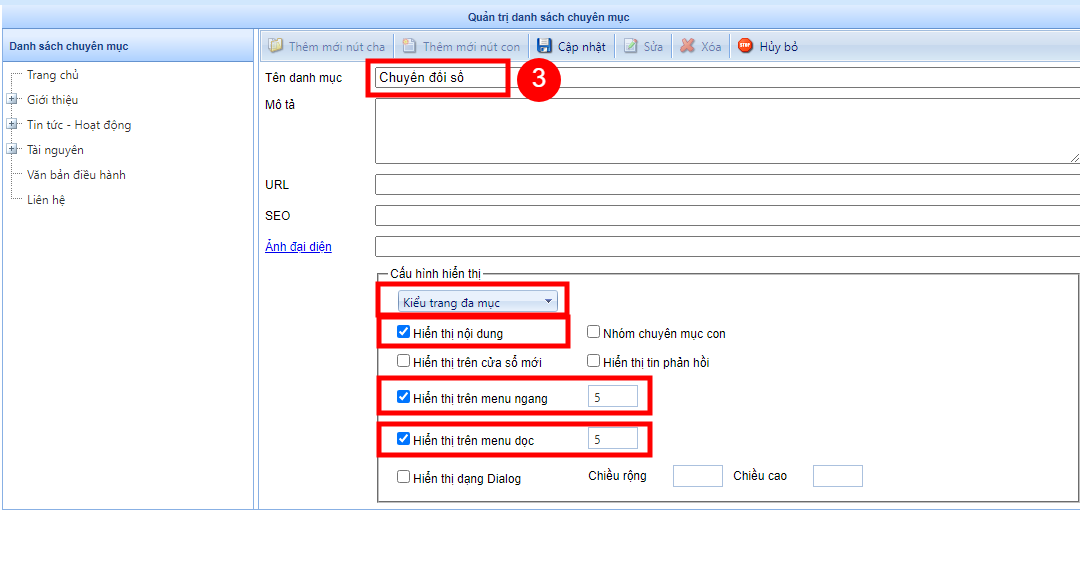 Quản trị danh sách chuyên mục
Danh sách chuyên mục
Thêm mới nút cha
Thêm mới nút con
Cập nhật
Sửa
Xóa
STOP
Hủy bỏ
Trang chủ
Giới thiệu
Tin tức - Hoạt động
Tài nguyên
Văn bản điều hành
Liên hệ
Tên danh mục
Chuyên đổi số
3
Mô tả
URL
SEO
Ảnh đại diện
Cấu hình hiển thị
Kiểu trang đa mục
Hiển thị nội dung
Nhóm chuyên mục con
Hiển thị trên cửa sổ mới
Hiển thị tin phản hồi
Hiển thị trên menu ngang
5
Hiển thị trên menu dọc
5
Hiển thị dạng Dialog
Chiều rộng
Chiều cao